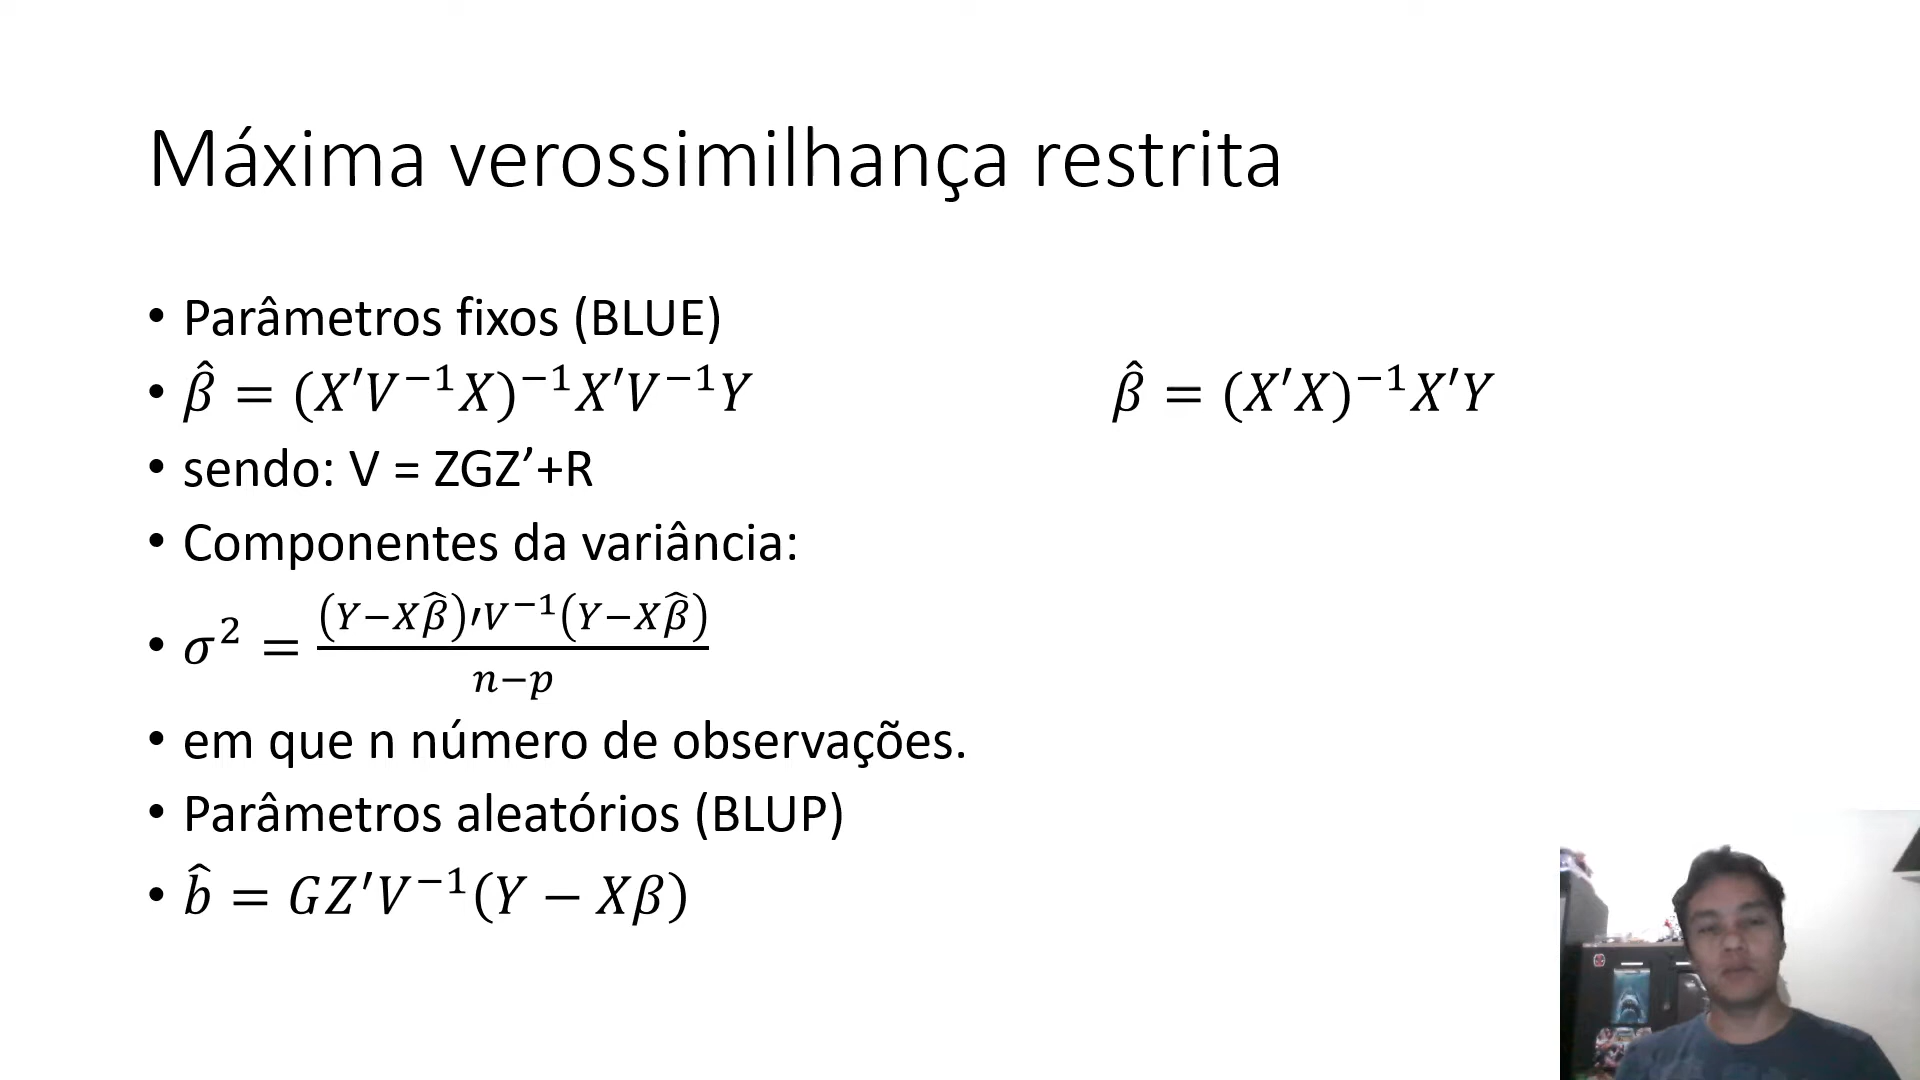 Máxima verossimilhança restrita
• Parâmetros fixos (BLUE)
• β̂ = (X′V⁻¹X)⁻¹X′V⁻¹Y β̂ = (X′X)⁻¹X′Y
• sendo: V = ZGZ’+R
• Componentes da variância:
• σ² = (Y−Xβ̂)′V⁻¹(Y−Xβ̂) / n−p
• em que n número de observações.
• Parâmetros aleatórios (BLUP)
• b̂ = GZ′V⁻¹(Y − Xβ)